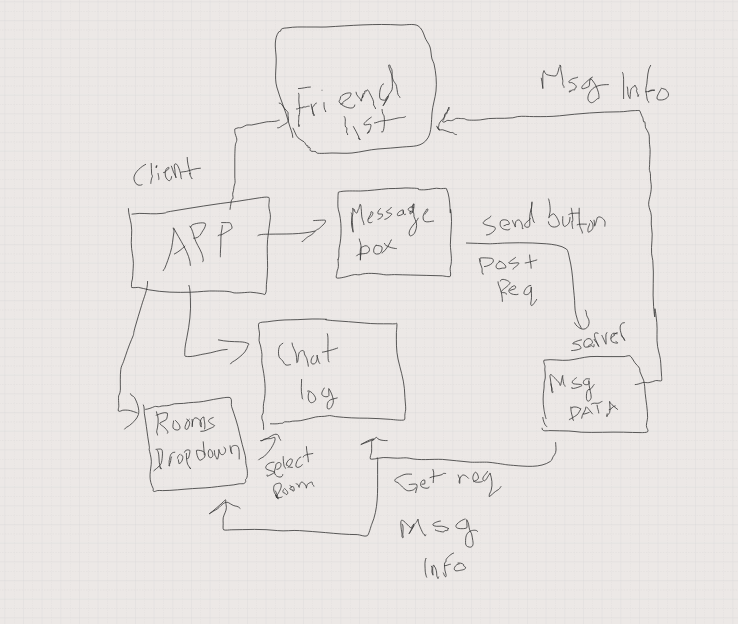 Friend
list
Msg Info
Client
APP
Message
box
Send button
Post
Req
Server
Msg
DATA
Chat
log
Rooms
Dropdown
Select
Room
Get req
Msg
Info